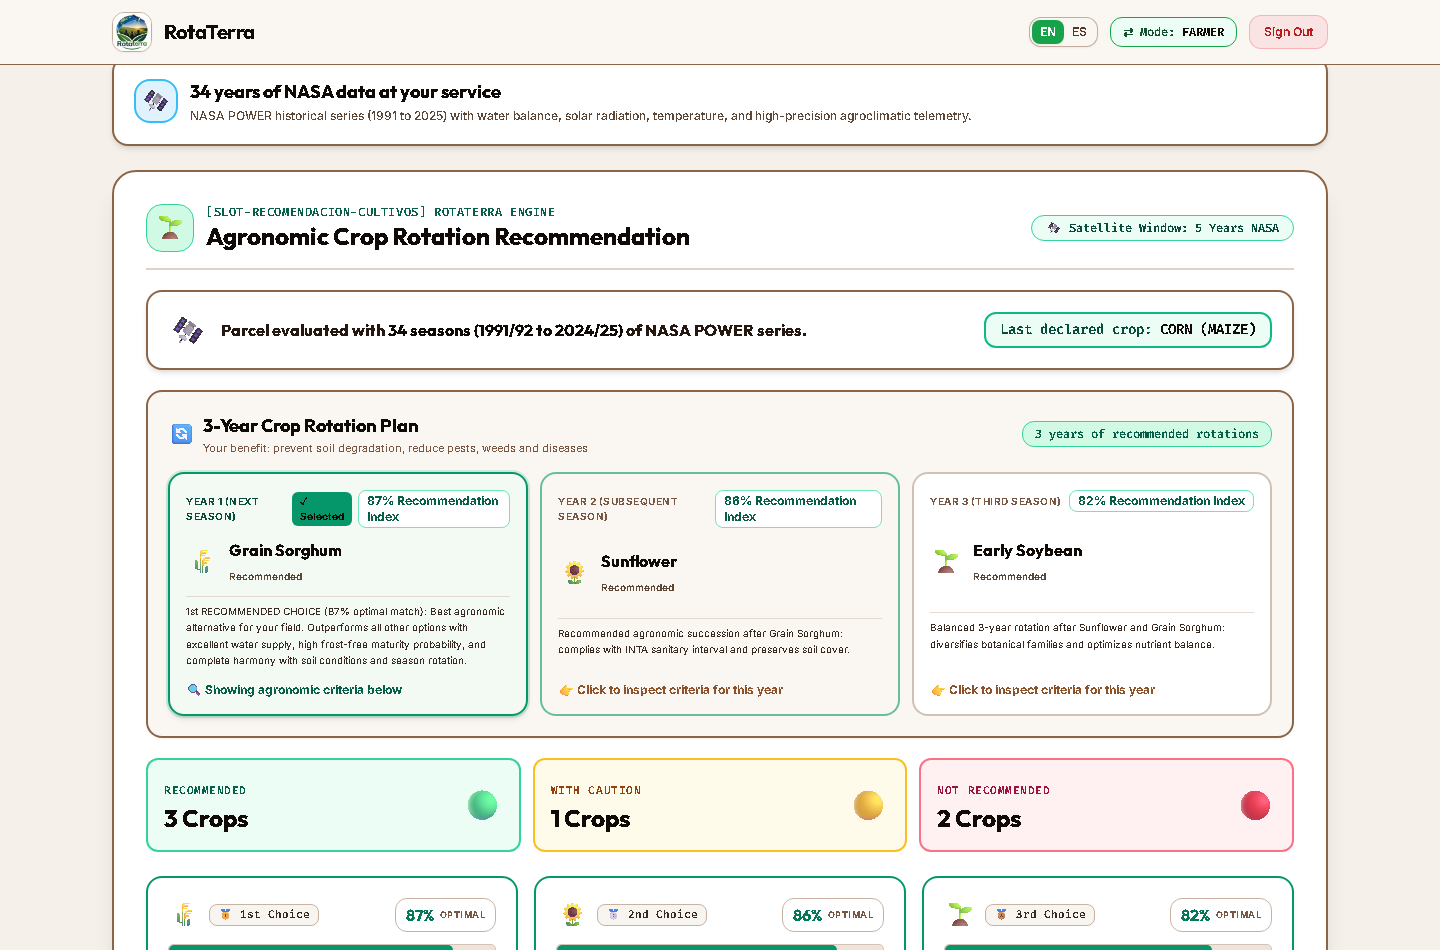 RotaTerra
EN ES
⇄ Mode: FARMER
Sign Out
34 years of NASA data at your service
NASA POWER historical series (1991 to 2025) with water balance, solar radiation, temperature, and high-precision agroclimatic telemetry.
[SLOT-RECOMENDACION-CULTIVOS] ROTATERRA ENGINE
Agronomic Crop Rotation Recommendation
Satellite Window: 5 Years NASA
Parcel evaluated with 34 seasons (1991/92 to 2024/25) of NASA POWER series.
Last declared crop: CORN (MAIZE)
3-Year Crop Rotation Plan
Your benefit: prevent soil degradation, reduce pests, weeds and diseases
3 years of recommended rotations
YEAR 1 (NEXT
SEASON)
✓
Selected
87% Recommendation
Index
Grain Sorghum
Recommended
1st RECOMMENDED CHOICE (87% optimal match): Best agronomic
alternative for your field. Outperforms all other options with
excellent water supply, high frost-free maturity probability, and
complete harmony with soil conditions and season rotation.
Showing agronomic criteria below
YEAR 2 (SUBSEQUENT
SEASON)
86% Recommendation
Index
Sunflower
Recommended
Recommended agronomic succession after Grain Sorghum:
complies with INTA sanitary interval and preserves soil cover.
Click to inspect criteria for this year
YEAR 3 (THIRD SEASON)
82% Recommendation Index
Early Soybean
Recommended
Balanced 3-year rotation after Sunflower and Grain Sorghum:
diversifies botanical families and optimizes nutrient balance.
Click to inspect criteria for this year
RECOMMENDED
3 Crops
WITH CAUTION
1 Crops
NOT RECOMMENDED
2 Crops
1st Choice
87% OPTIMAL
2nd Choice
86% OPTIMAL
3rd Choice
82% OPTIMAL